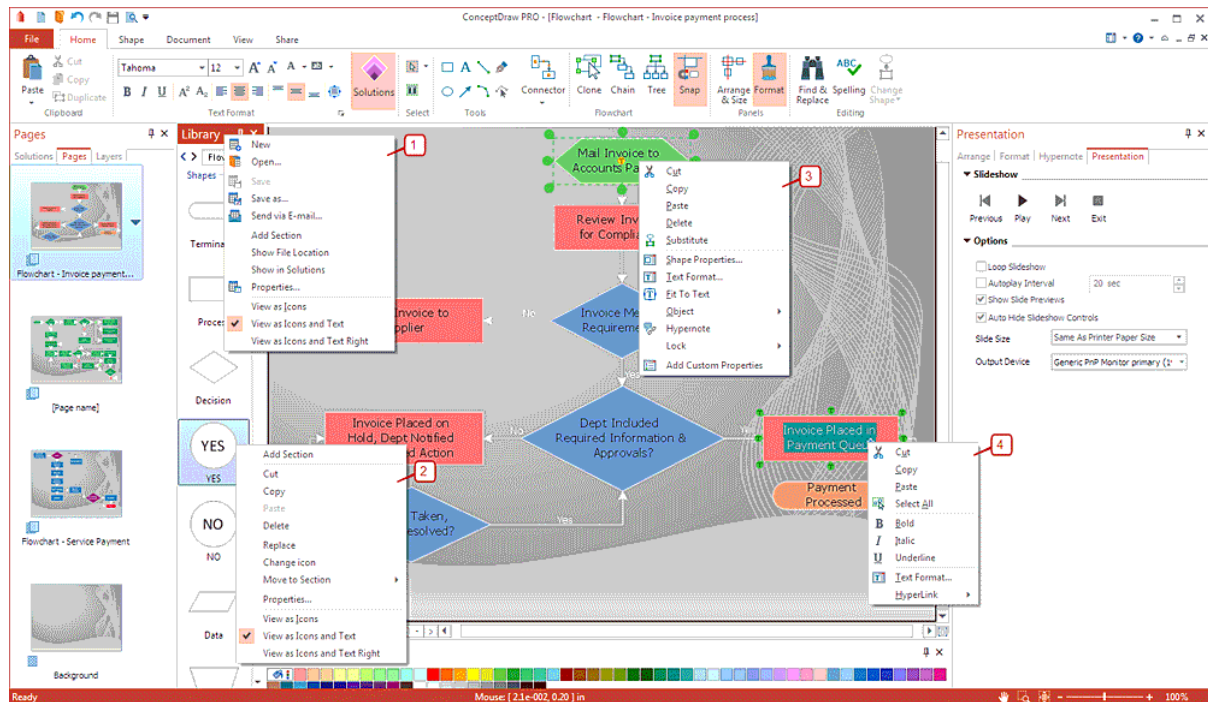 ConceptDraw PRO - [Flowchart - Flowchart - Invoice payment process]
File Home Shape Document View Share
Paste
Cut
Copy
Duplicate
Clipboard
Tahoma 12
B I U
Text Format
Solutions
Select
Tools
Connector
Clone Chain Tree Snap
Flowchart
Arrange & Size
Format
Panels
Find & Replace
Spelling
Change Shape
Editing
Pages
Solutions Pages Layers
Flowchart - Invoice payment...
[Page name]
Flowchart - Service Payment
Background
Library
Shapes
Decision
YES
YES
NO
NO
Data
1
New
Open...
Save
Save as...
Send via E-mail...
Add Section
Show File Location
Show in Solutions
Properties...
View as Icons
View as Icons and Text
View as Icons and Text Right
2
Add Section
Cut
Copy
Paste
Delete
Replace
Change icon
Move to Section
Properties...
View as Icons
View as Icons and Text
View as Icons and Text Right
Mail Invoice to
Accounts Pa
Review Inv
for Complia
Invoice to
pplier
No
Invoice Me
Requireme
Yes
Invoice Placed on
Hold, Dept Notified
d Action
No
Dept Included
Required Information &
Approvals?
Yes
Invoice Placed in
Payment Queue
Payment
Processed
Taken,
esolved?
Yes
3
Cut
Copy
Paste
Delete
Substitute
Shape Properties...
Text Format...
Fit To Text
Object
Hypernote
Lock
Add Custom Properties
4
Cut
Copy
Paste
Select All
Bold
Italic
Underline
Text Format...
HyperLink
Presentation
Arrange Format Hypernote Presentation
Slideshow
Previous Play Next Exit
Options
Loop Slideshow
Autoplay Interval 20 sec
Show Slide Previews
Auto Hide Slideshow Controls
Slide Size Same As Printer Paper Size
Output Device Generic PnP Monitor primary (1
Ready
Mouse: [ 2.1e-002, 0.20 ] in
100%